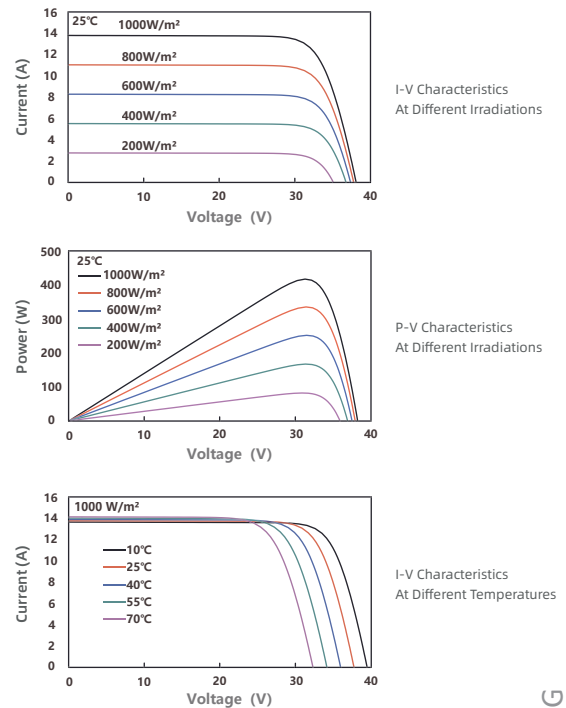 16
14
12
10
8
6
4
2
0
Current (A)
25℃
1000W/m²
800W/m²
600W/m²
400W/m²
200W/m²
0
10
20
30
40
Voltage (V)
I-V Characteristics
At Different Irradiations
500
400
300
200
100
0
Power (W)
25℃
1000W/m²
800W/m²
600W/m²
400W/m²
200W/m²
0
10
20
30
40
Voltage (V)
P-V Characteristics
At Different Irradiations
16
14
12
10
8
6
4
2
0
Current (A)
1000 W/m²
10℃
25℃
40℃
55℃
70℃
0
10
20
30
40
Voltage (V)
I-V Characteristics
At Different Temperatures
G